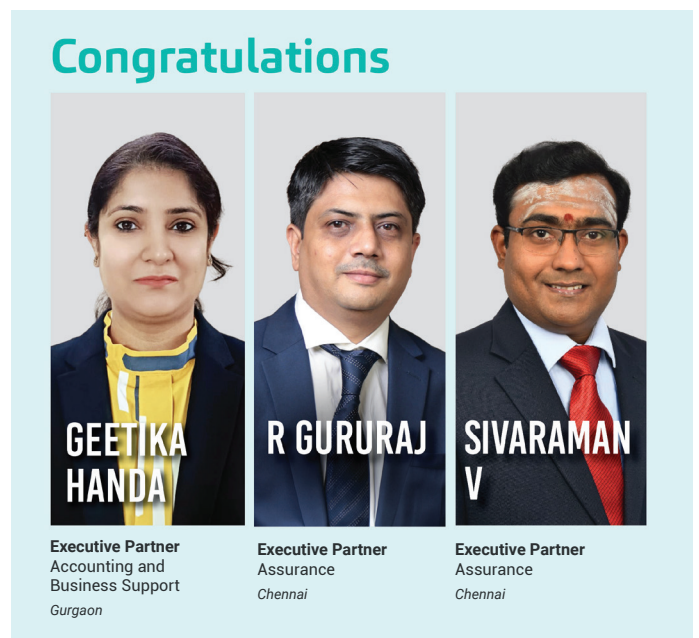 Congratulations
GEETIKA
HANDA
Executive Partner
Accounting and
Business Support
Gurgaon
R GURURAJ
Executive Partner
Assurance
Chennai
SIVARAMAN
V
Executive Partner
Assurance
Chennai